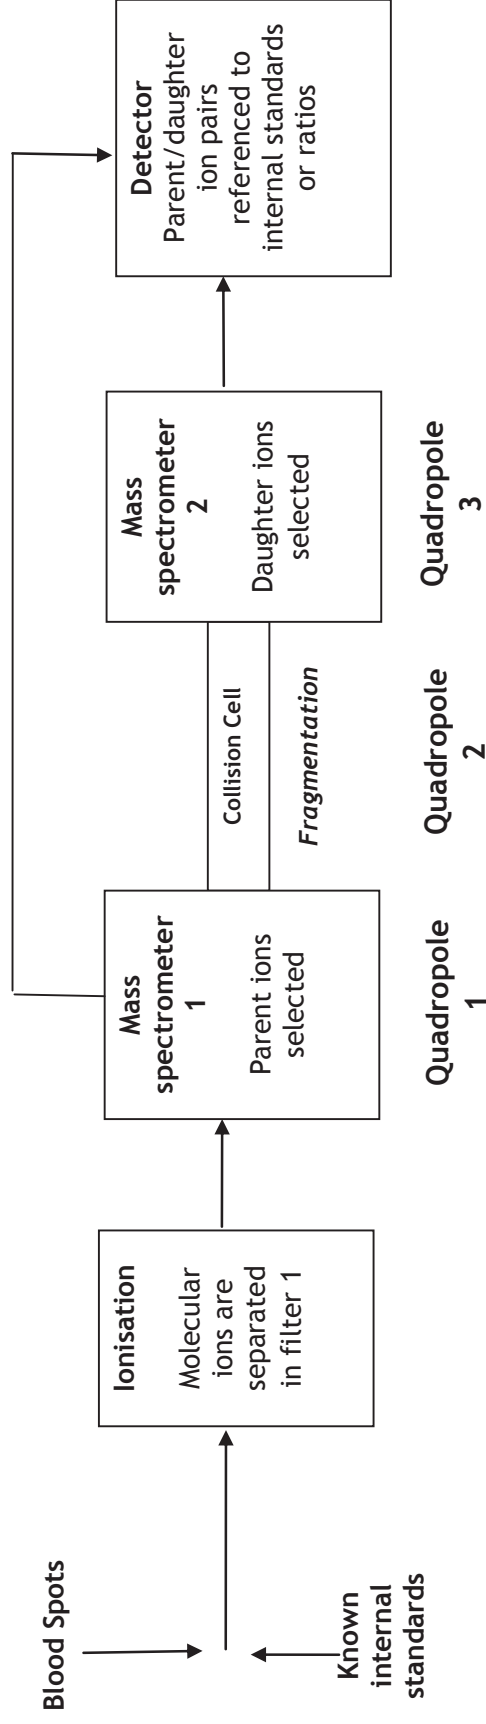 Blood Spots
Known
internal
standards
Ionisation
Molecular
ions are
separated
in filter 1
Mass
spectrometer
1
Parent ions
selected
Quadropole
1
Collision Cell
Fragmentation
Quadropole
2
Mass
spectrometer
2
Daughter ions
selected
Quadropole
3
Detector
Parent/daughter
ion pairs
referenced to
internal standards
or ratios